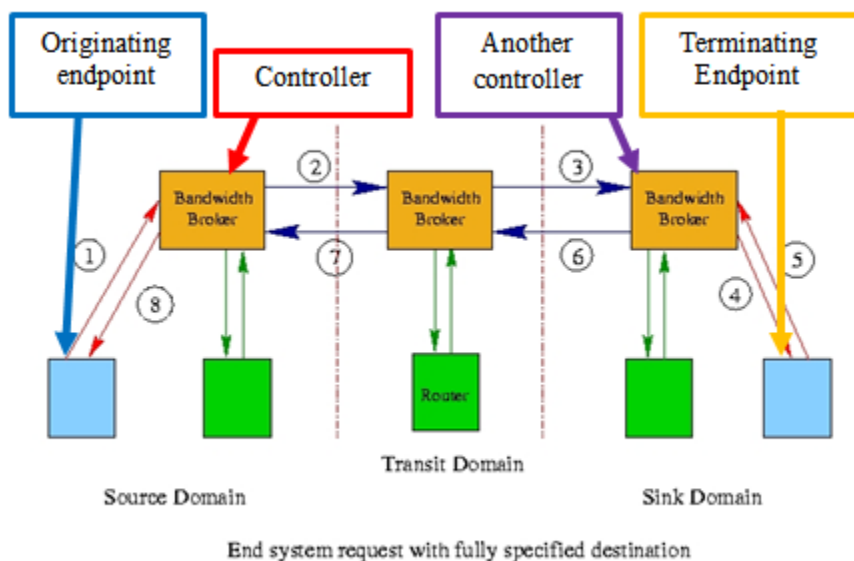 Originating
endpoint
Controller
Another
controller
Terminating
Endpoint
2
3
Bandwidth
Broker
Bandwidth
Broker
Bandwidth
Broker
1
7
6
5
8
4
Router
Transit Domain
Source Domain
Sink Domain
End system request with fully specified destination